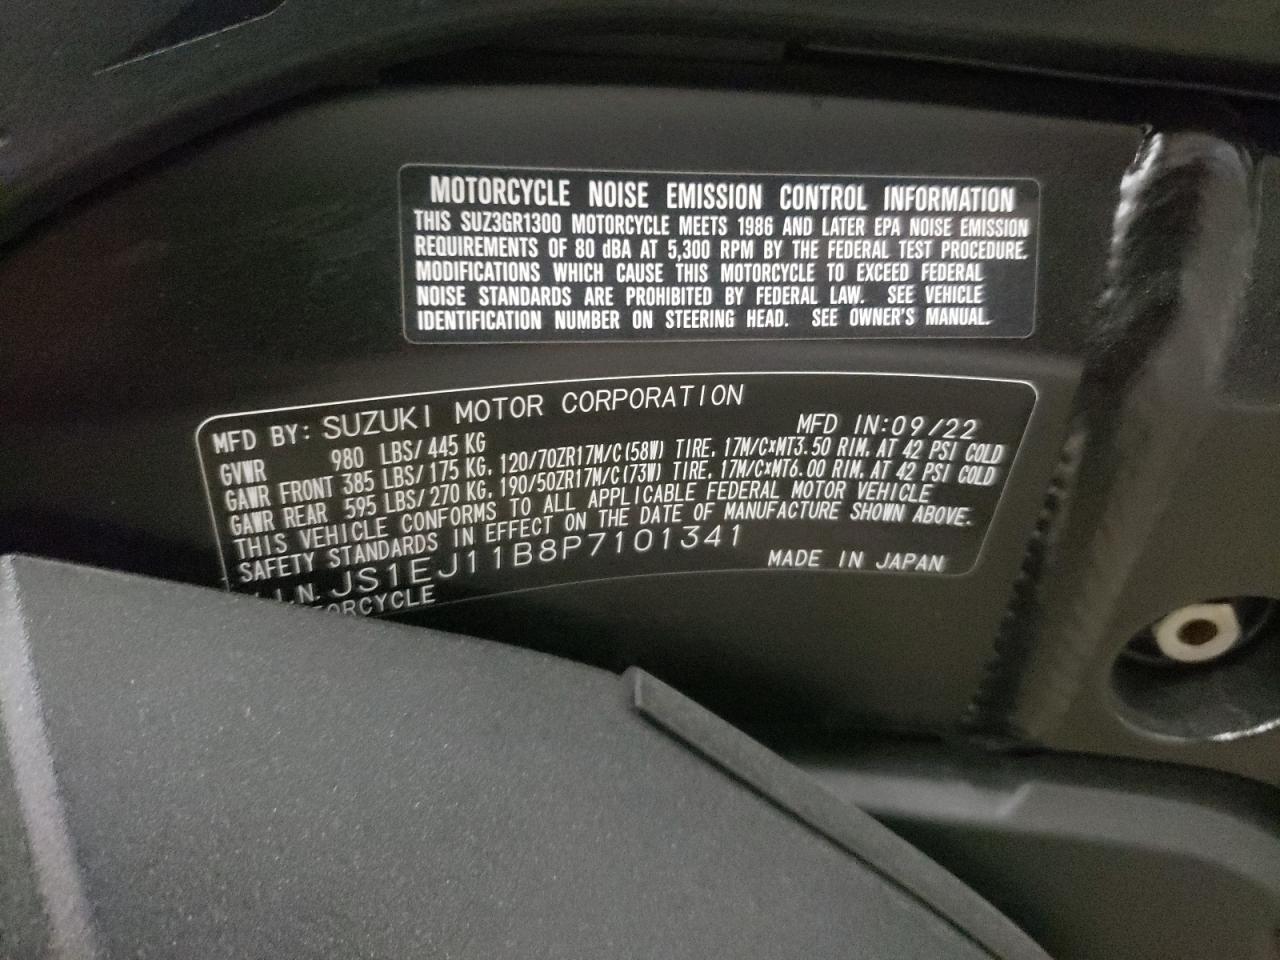 MOTORCYCLE NOISE EMISSION CONTROL INFORMATION
THIS SUZ3GR1300 MOTORCYCLE MEETS 1986 AND LATER EPA NOISE EMISSION
REQUIREMENTS OF 80 dBA AT 5,300 RPM BY THE FEDERAL TEST PROCEDURE.
MODIFICATIONS WHICH CAUSE THIS MOTORCYCLE TO EXCEED FEDERAL
NOISE STANDARDS ARE PROHIBITED BY FEDERAL LAW. SEE VEHICLE
IDENTIFICATION NUMBER ON STEERING HEAD. SEE OWNER'S MANUAL.
MFD BY: SUZUKI MOTOR CORPORATION
MFD IN:09/22
GVWR 980 LBS/ 445 KG
GAWR FRONT 385 LBS/ 175 KG, 120/70ZR17M/C(58W) TIRE, 17M/CxMT3.50 RIM, AT 42 PSI COLD
GAWR REAR 595 LBS/ 270 KG, 190/50ZR17M/C(73W) TIRE, 17M/CxMT6.00 RIM, AT 42 PSI COLD
THIS VEHICLE CONFORMS TO ALL APPLICABLE FEDERAL MOTOR VEHICLE
SAFETY STANDARDS IN EFFECT ON THE DATE OF MANUFACTURE SHOWN ABOVE.
JS1EJ11B8P7101341
MADE IN JAPAN